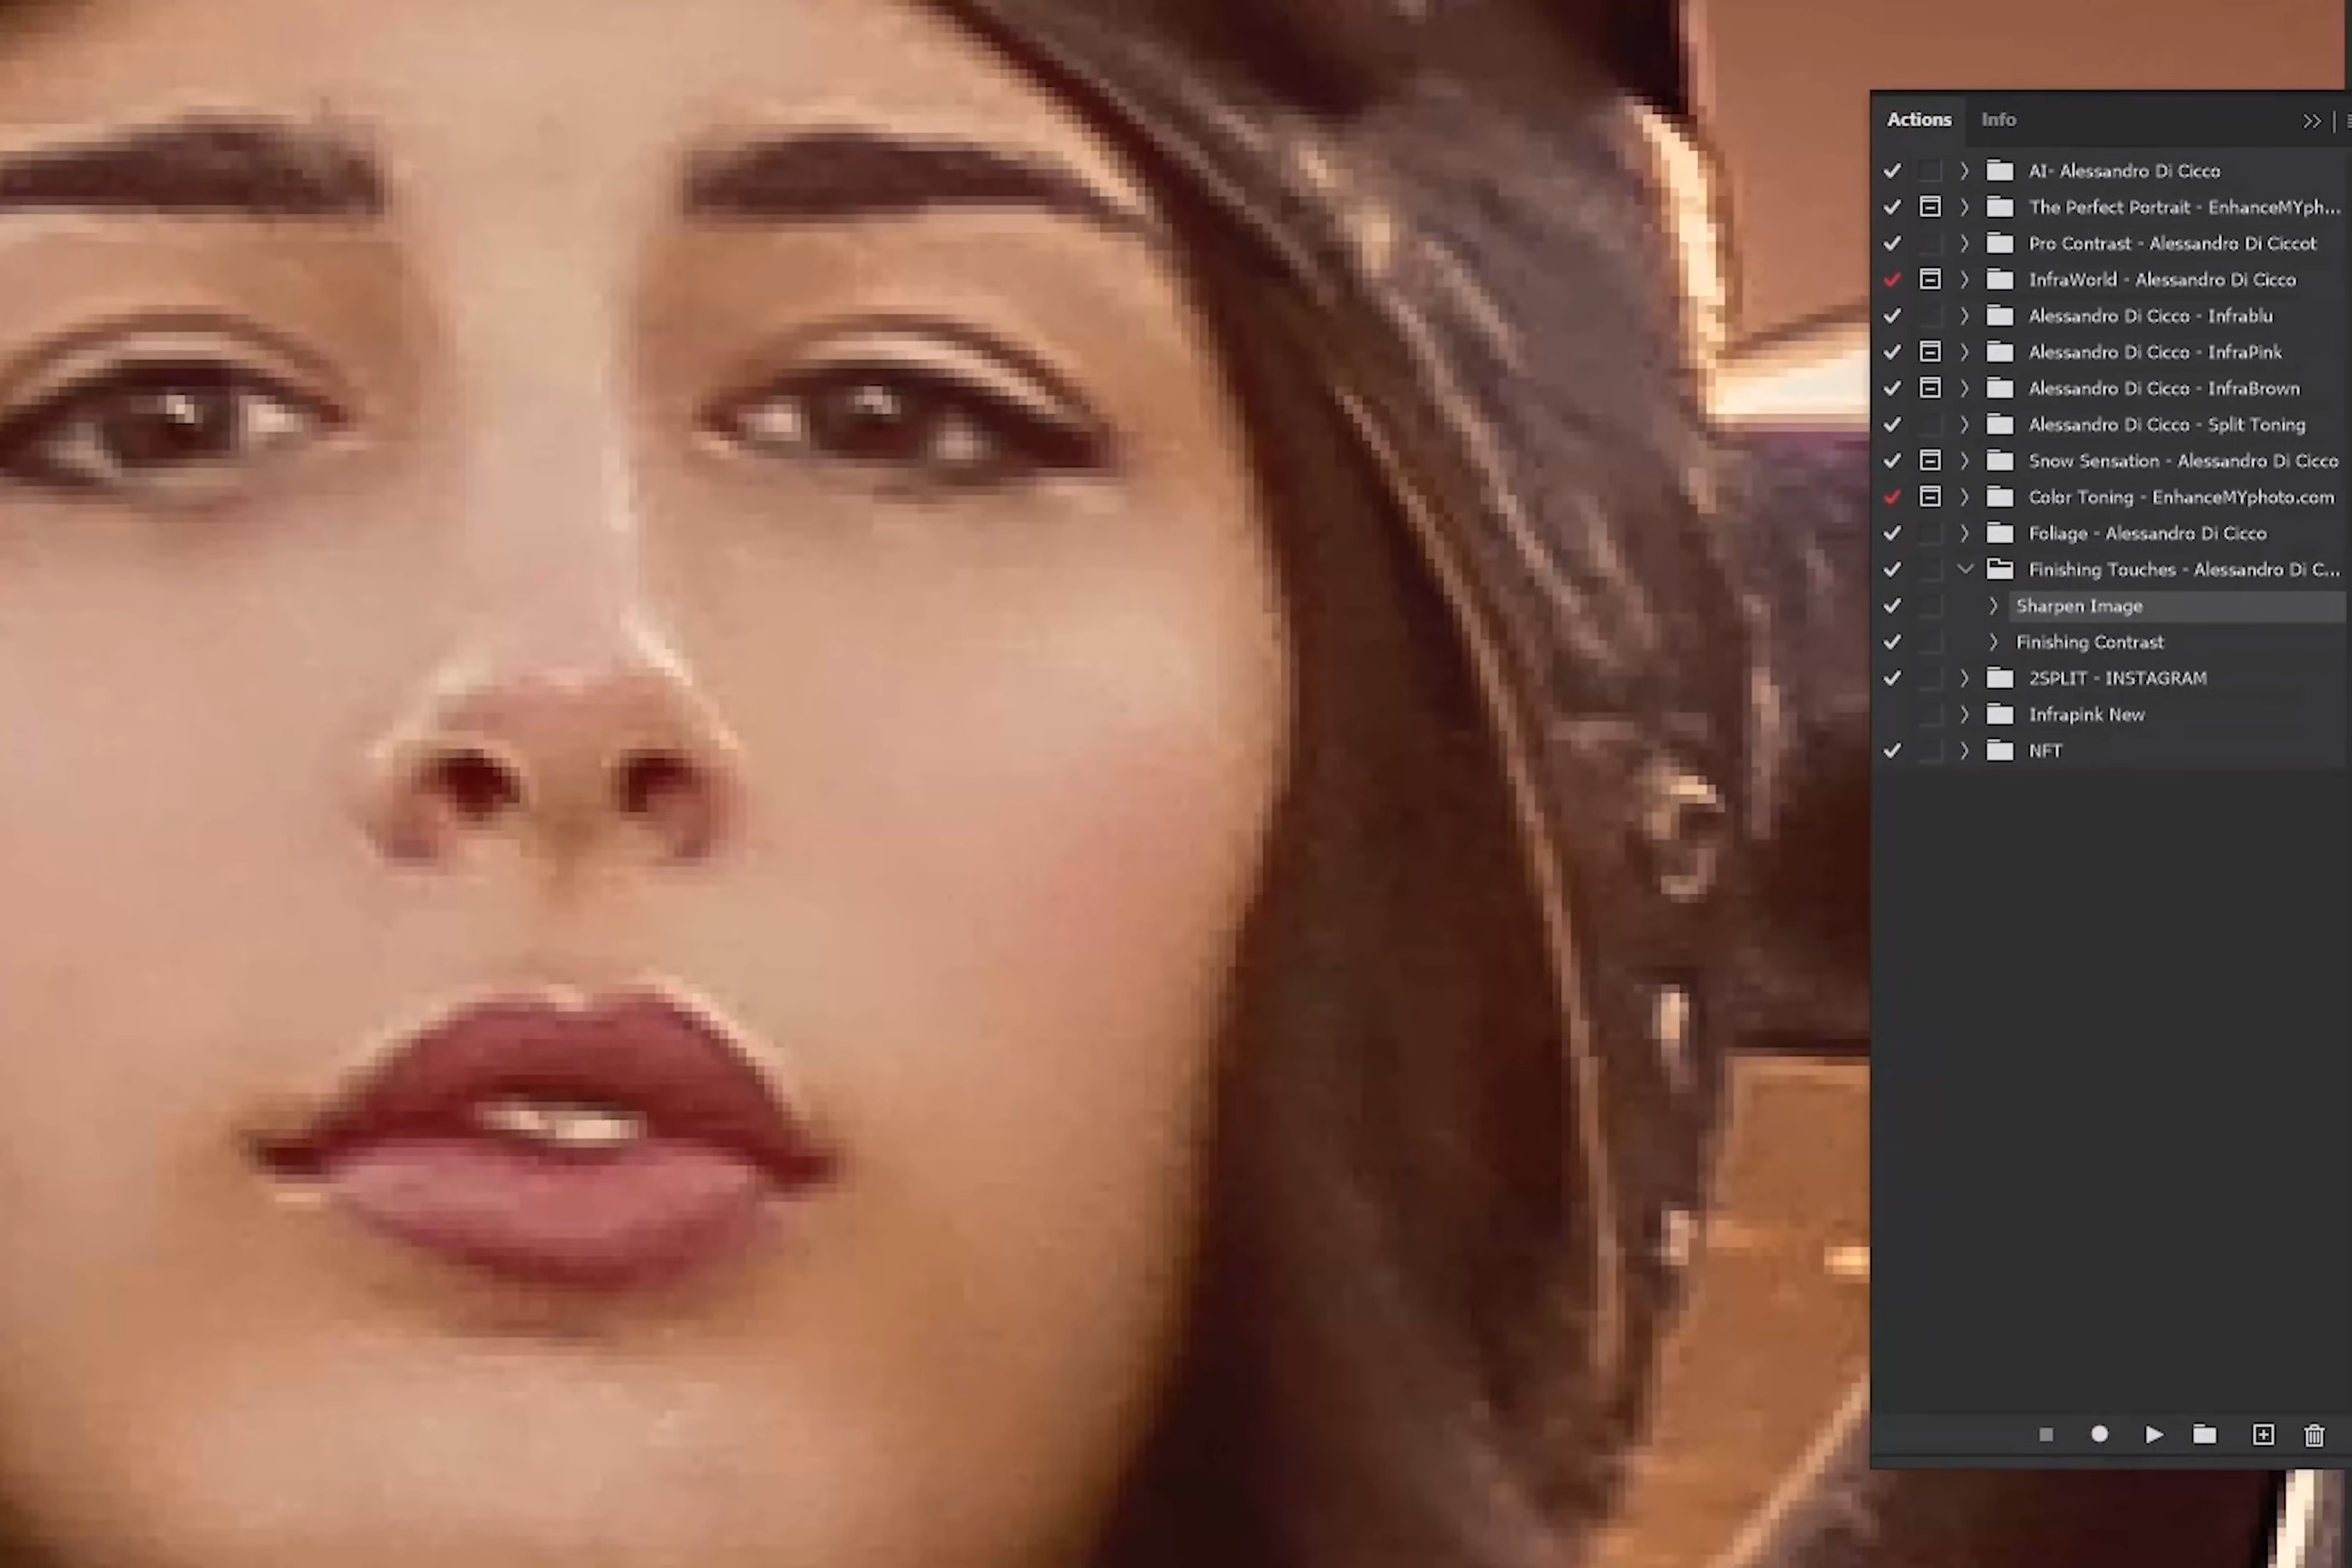 Actions Info
AI- Alessandro Di Cicco
The Perfect Portrait - EnhanceMYph...
Pro Contrast - Alessandro Di Ciccot
InfraWorld - Alessandro Di Cicco
Alessandro Di Cicco - Infrablu
Alessandro Di Cicco - InfraPink
Alessandro Di Cicco - InfraBrown
Alessandro Di Cicco - Split Toning
Snow Sensation - Alessandro Di Cicco
Color Toning - EnhanceMYphoto.com
Foliage - Alessandro Di Cicco
Finishing Touches - Alessandro Di C...
Sharpen Image
Finishing Contrast
2SPLIT - INSTAGRAM
Infrapink New
NFT